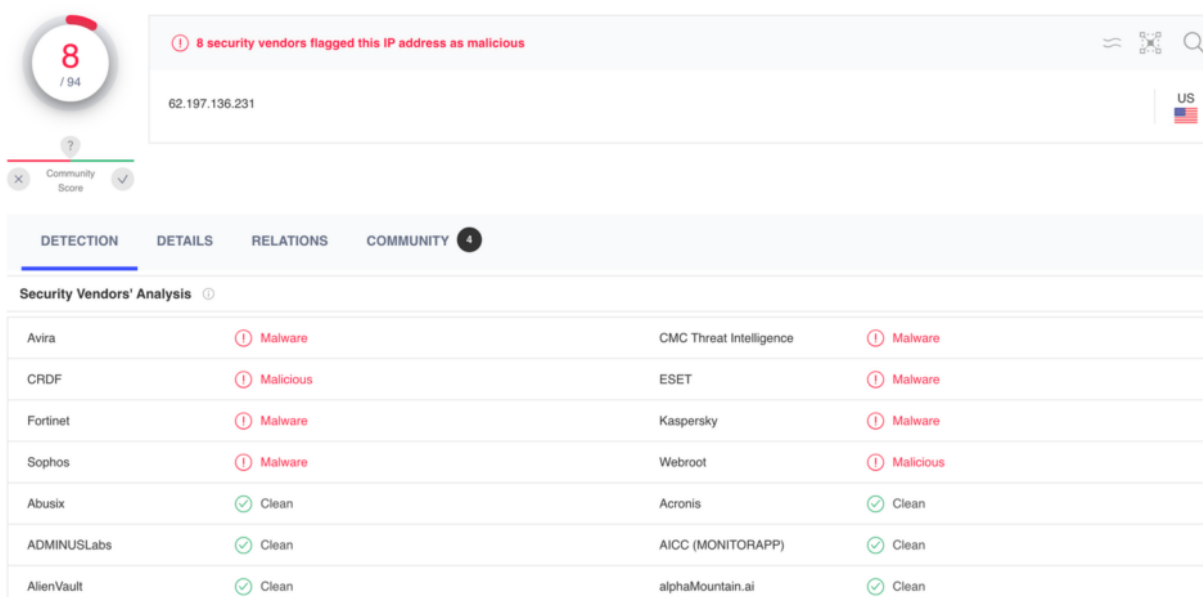 8
/ 94
8 security vendors flagged this IP address as malicious
62.197.136.231
US
?
Community
Score
DETECTION DETAILS RELATIONS COMMUNITY 4
Security Vendors' Analysis
Avira Malware CMC Threat Intelligence Malware
CRDF Malicious ESET Malware
Fortinet Malware Kaspersky Malware
Sophos Malware Webroot Malicious
Abusix Clean Acronis Clean
ADMINUSLabs Clean AICC (MONITORAPP) Clean
AlienVault Clean alphaMountain.ai Clean